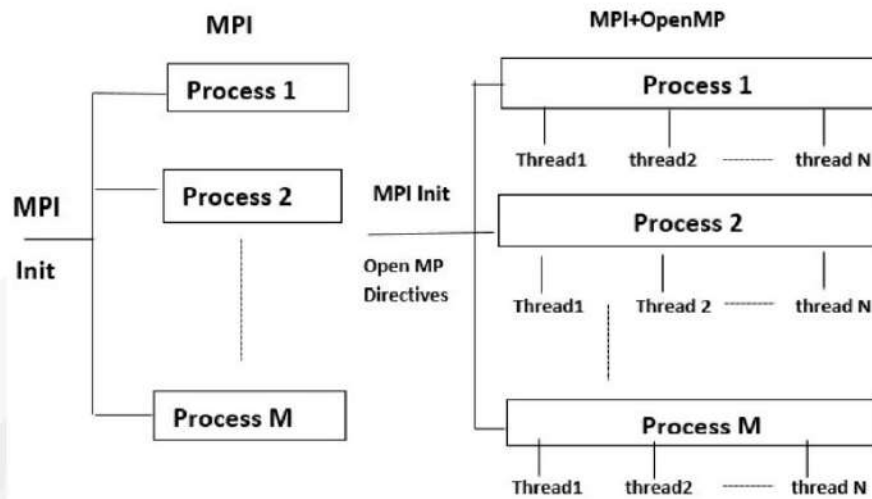 MPI
Process 1
Process 2
MPI
Init
Process M
MPI+OpenMP
Process 1
Thread1 thread2 thread N
MPI Init
Process 2
Open MP
Directives
Thread1 Thread 2 thread N
Process M
Thread1 thread2 thread N